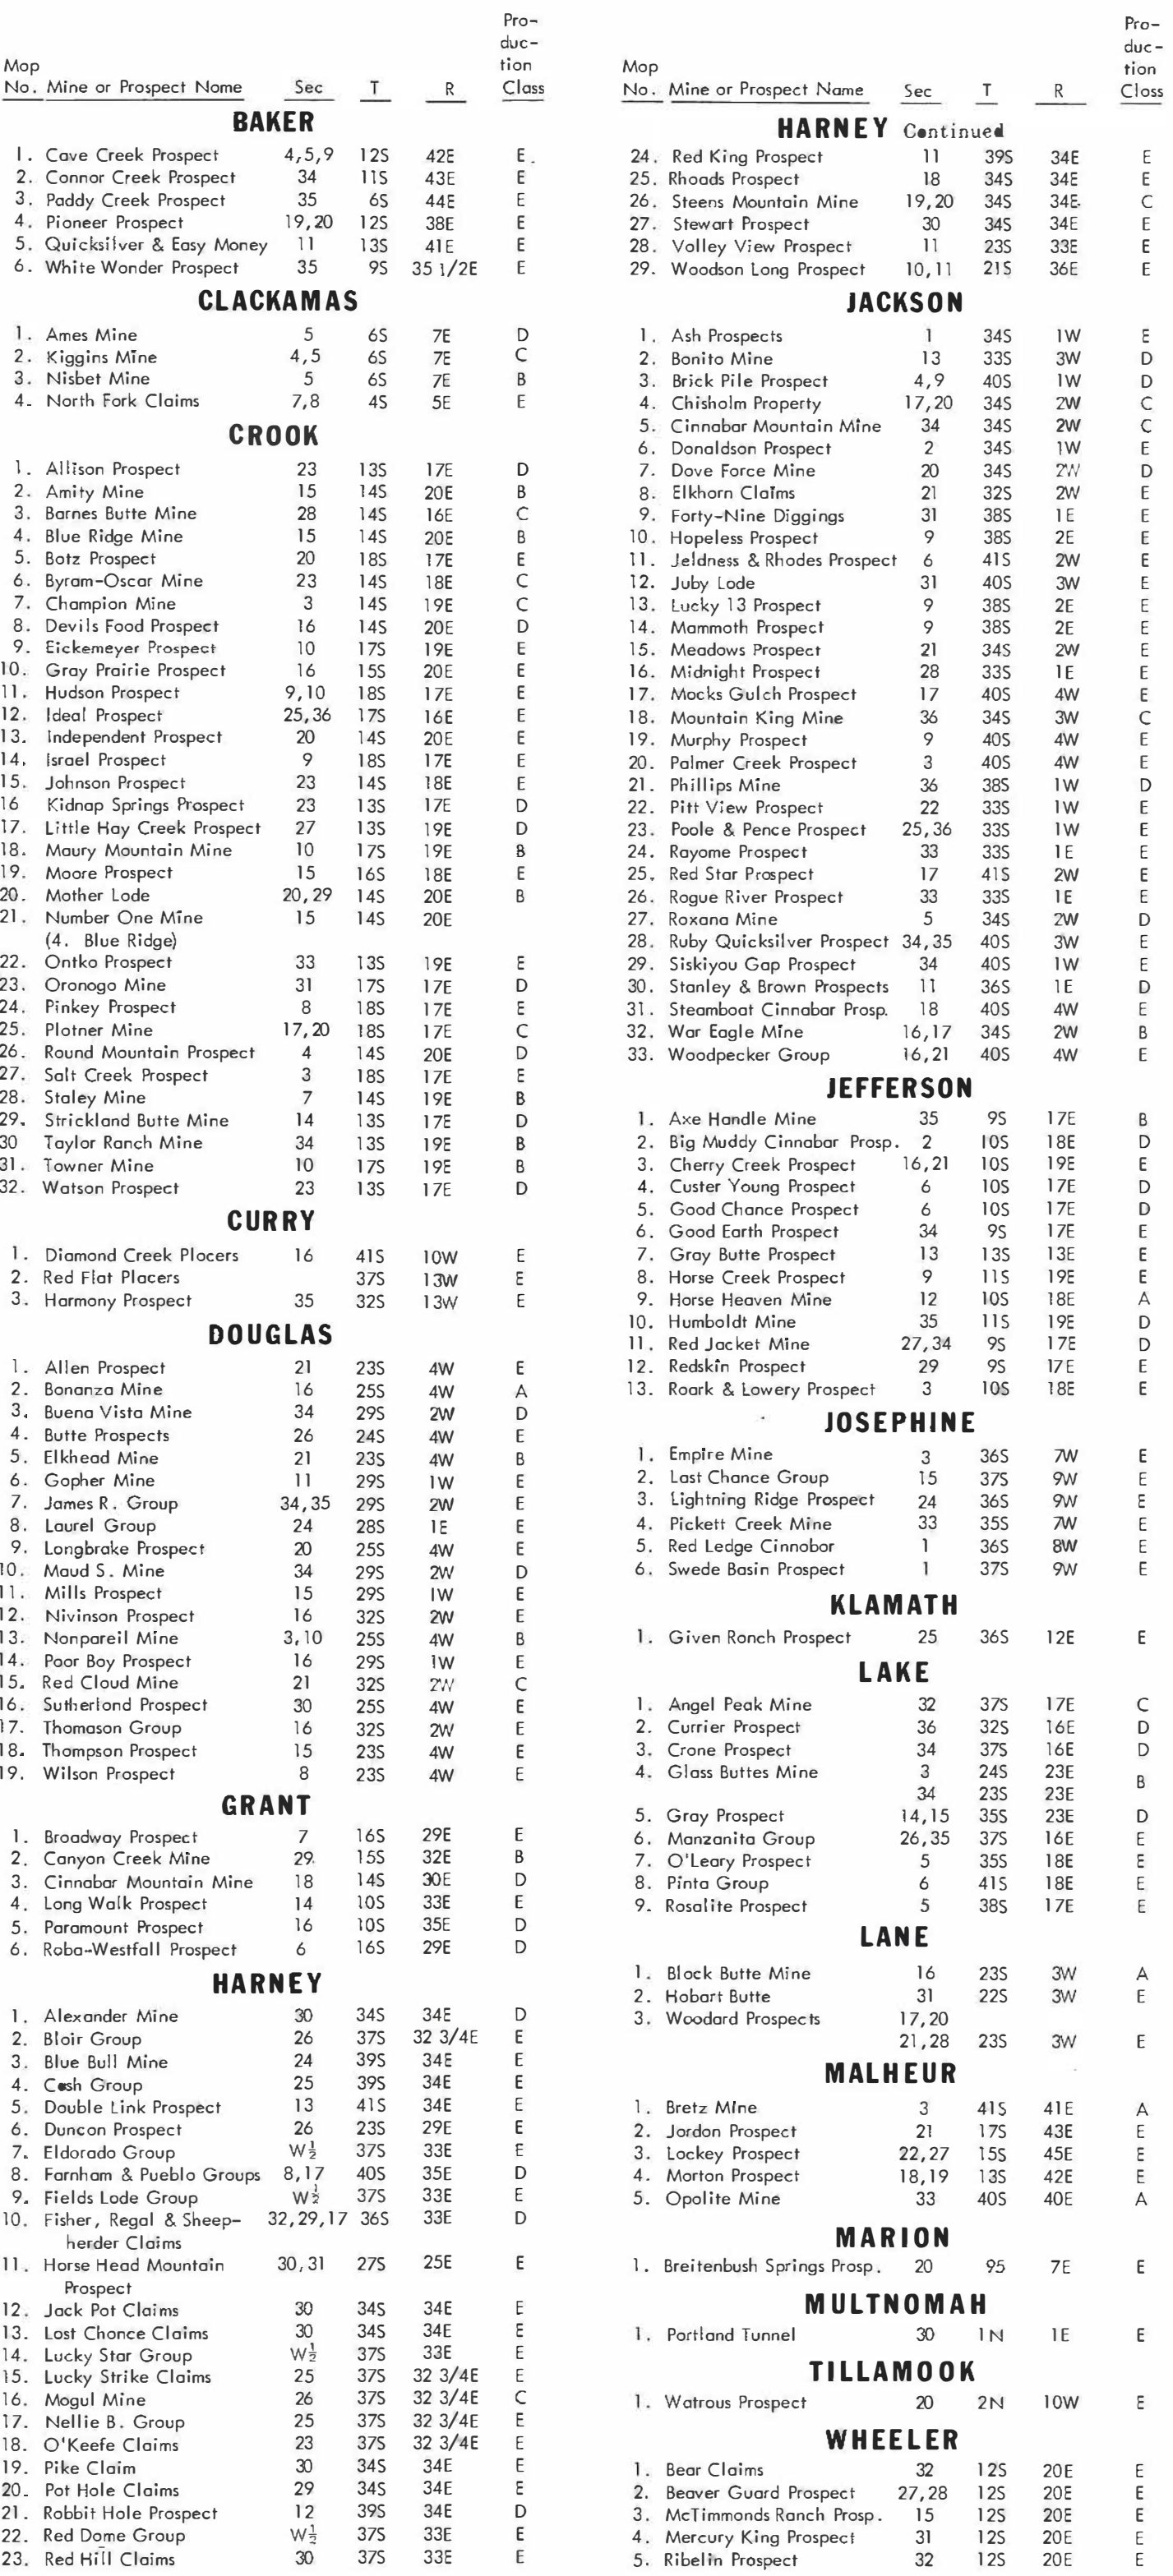 Pro-
duc-
Mop tion
No. Mine or Prospect Name Sec T R Class
BAKER
1. Cave Creek Prospect 4,5,9 12S 42E E
2. Connor Creek Prospect 34 11S 43E E
3. Paddy Creek Prospect 35 6S 44E E
4. Pioneer Prospect 19,20 12S 38E E
5. Quicksilver & Easy Money 11 13S 41E E
6. White Wonder Prospect 35 9S 35 1/2E E
CLACKAMAS
1. Ames Mine 5 6S 7E D
2. Kiggins Mine 4,5 6S 7E C
3. Nisbet Mine 5 6S 7E B
4. North Fork Claims 7,8 4S 5E E
CROOK
1. Allison Prospect 23 13S 17E D
2. Amity Mine 15 14S 20E B
3. Barnes Butte Mine 28 14S 16E C
4. Blue Ridge Mine 15 14S 20E B
5. Botz Prospect 20 18S 17E E
6. Byram-Oscar Mine 23 14S 18E C
7. Champion Mine 3 14S 19E C
8. Devils Food Prospect 16 14S 20E D
9. Eickemeyer Prospect 10 17S 19E E
10. Gray Prairie Prospect 16 15S 20E E
11. Hudson Prospect 9,10 18S 17E E
12. Ideal Prospect 25,36 17S 16E E
13. Independent Prospect 20 14S 20E E
14. Israel Prospect 9 18S 17E E
15. Johnson Prospect 23 14S 18E E
16 Kidnap Springs Prospect 23 13S 17E D
17. Little Hay Creek Prospect 27 13S 19E D
18. Maury Mountain Mine 10 17S 19E B
19. Moore Prospect 15 16S 18E E
20. Mother Lode 20,29 14S 20E B
21. Number One Mine 15 14S 20E
(4. Blue Ridge)
22. Ontko Prospect 33 13S 19E E
23. Oronogo Mine 31 17S 17E D
24. Pinkey Prospect 8 18S 17E E
25. Plotner Mine 17,20 18S 17E C
26. Round Mountain Prospect 4 14S 20E D
27. Salt Creek Prospect 3 18S 17E E
28. Staley Mine 7 14S 19E B
29. Strickland Butte Mine 14 13S 17E D
30 Taylor Ranch Mine 34 13S 19E B
31. Towner Mine 10 17S 19E B
32. Watson Prospect 23 13S 17E D
CURRY
1. Diamond Creek Plocers 16 41S 10W E
2. Red Flat Placers 37S 13W E
3. Harmony Prospect 35 32S 13W E
DOUGLAS
1. Allen Prospect 21 23S 4W E
2. Bonanza Mine 16 25S 4W A
3. Buena Vista Mine 34 29S 2W D
4. Butte Prospects 26 24S 4W E
5. Elkhead Mine 21 23S 4W B
6. Gopher Mine 11 29S 1W E
7. James R. Group 34,35 29S 2W E
8. Laurel Group 24 28S 1E E
9. Longbrake Prospect 20 25S 4W E
10. Maud S. Mine 34 29S 2W D
11. Mills Prospect 15 29S 1W E
12. Nivinson Prospect 16 32S 2W E
13. Nonpareil Mine 3,10 25S 4W B
14. Poor Boy Prospect 16 29S 1W E
15. Red Cloud Mine 21 32S 2W C
16. Sutherlond Prospect 30 25S 4W E
17. Thomason Group 16 32S 2W E
18. Thompson Prospect 15 23S 4W E
19. Wilson Prospect 8 23S 4W E
GRANT
1. Broadway Prospect 7 16S 29E E
2. Canyon Creek Mine 29 15S 32E B
3. Cinnabar Mountain Mine 18 14S 30E D
4. Long Walk Prospect 14 10S 33E E
5. Paramount Prospect 16 10S 35E D
6. Roba-Westfall Prospect 6 16S 29E D
HARNEY
1. Alexander Mine 30 34S 34E D
2. Bloir Group 26 37S 32 3/4E E
3. Blue Bull Mine 24 39S 34E E
4. Cash Group 25 39S 34E E
5. Double Link Prospect 13 41S 34E E
6. Duncon Prospect 26 23S 29E E
7. Eldorado Group W½ 37S 33E E
8. Farnham & Pueblo Groups 8,17 40S 35E D
9. Fields Lode Group W½ 37S 33E E
10. Fisher, Regal & Sheep- 32,29,17 36S 33E D
herder Claims
11. Horse Head Mountain 30,31 27S 25E E
Prospect
12. Jack Pot Claims 30 34S 34E E
13. Lost Chonce Claims 30 34S 34E E
14. Lucky Star Group W½ 37S 33E E
15. Lucky Strike Claims 25 37S 32 3/4E E
16. Mogul Mine 26 37S 32 3/4E C
17. Nellie B. Group 25 37S 32 3/4E E
18. O'Keefe Claims 23 37S 32 3/4E E
19. Pike Claim 30 34S 34E E
20. Pot Hole Claims 29 34S 34E E
21. Robbit Hole Prospect 12 39S 34E D
22. Red Dome Group W½ 37S 33E E
23. Red Hill Claims 30 37S 33E E
Pro-
duc-
Mop tion
No. Mine or Prospect Name Sec T R Closs
HARNEY Continued
24. Red King Prospect 11 39S 34E E
25. Rhoads Prospect 18 34S 34E E
26. Steens Mountain Mine 19,20 34S 34E C
27. Stewart Prospect 30 34S 34E E
28. Volley View Prospect 11 23S 33E E
29. Woodson Long Prospect 10,11 21S 36E E
JACKSON
1. Ash Prospects 1 34S 1W E
2. Bonito Mine 13 33S 3W D
3. Brick Pile Prospect 4,9 40S 1W D
4. Chisholm Property 17,20 34S 2W C
5. Cinnabar Mountain Mine 34 34S 2W C
6. Donaldson Prospect 2 34S 1W E
7. Dove Force Mine 20 34S 2W D
8. Elkhorn Claims 21 32S 2W E
9. Forty-Nine Diggings 31 38S 1E E
10. Hopeless Prospect 9 38S 2E E
11. Jeldness & Rhodes Prospect 6 41S 2W E
12. Juby Lode 31 40S 3W E
13. Lucky 13 Prospect 9 38S 2E E
14. Mammoth Prospect 9 38S 2E E
15. Meadows Prospect 21 34S 2W E
16. Midnight Prospect 28 33S 1E E
17. Mocks Gulch Prospect 17 40S 4W E
18. Mountain King Mine 36 34S 3W C
19. Murphy Prospect 9 40S 4W E
20. Palmer Creek Prospect 3 40S 4W E
21. Phillips Mine 36 38S 1W D
22. Pitt View Prospect 22 33S 1W E
23. Poole & Pence Prospect 25,36 33S 1W E
24. Rayome Prospect 33 33S 1E E
25. Red Star Prospect 17 41S 2W E
26. Rogue River Prospect 33 33S 1E E
27. Roxana Mine 5 34S 2W D
28. Ruby Quicksilver Prospect 34,35 40S 3W E
29. Siskiyou Gap Prospect 34 40S 1W E
30. Stanley & Brown Prospects 11 36S 1E D
31. Steamboat Cinnabar Prosp. 18 40S 4W E
32. War Eagle Mine 16,17 34S 2W B
33. Woodpecker Group 16,21 40S 4W E
JEFFERSON
1. Axe Handle Mine 35 9S 17E B
2. Big Muddy Cinnabar Prosp. 2 10S 18E D
3. Cherry Creek Prospect 16,21 10S 19E E
4. Custer Young Prospect 6 10S 17E D
5. Good Chance Prospect 6 10S 17E D
6. Good Earth Prospect 34 9S 17E E
7. Gray Butte Prospect 13 13S 13E E
8. Horse Creek Prospect 9 11S 19E E
9. Horse Heaven Mine 12 10S 18E A
10. Humboldt Mine 35 11S 19E D
11. Red Jacket Mine 27,34 9S 17E D
12. Redskin Prospect 29 9S 17E E
13. Roark & Lowery Prospect 3 10S 18E E
JOSEPHINE
1. Empire Mine 3 36S 7W E
2. Last Chance Group 15 37S 9W E
3. Lightning Ridge Prospect 24 36S 9W E
4. Pickett Creek Mine 33 35S 7W E
5. Red Ledge Cinnobor 1 36S 8W E
6. Swede Basin Prospect 1 37S 9W E
KLAMATH
1. Given Ronch Prospect 25 36S 12E E
LAKE
1. Angel Peak Mine 32 37S 17E C
2. Currier Prospect 36 32S 16E D
3. Crone Prospect 34 37S 16E D
4. Glass Buttes Mine 3 24S 23E
34 23S 23E B
5. Gray Prospect 14,15 35S 23E D
6. Manzanita Group 26,35 37S 16E E
7. O'Leary Prospect 5 35S 18E E
8. Pinta Group 6 41S 18E E
9. Rosalite Prospect 5 38S 17E E
LANE
1. Block Butte Mine 16 23S 3W A
2. Hobart Butte 31 22S 3W E
3. Woodard Prospects 17,20
21,28 23S 3W E
MALHEUR
1. Bretz Mine 3 41S 41E A
2. Jordon Prospect 21 17S 43E E
3. Lockey Prospect 22,27 15S 45E E
4. Morton Prospect 18,19 13S 42E E
5. Opolite Mine 33 40S 40E A
MARION
1. Breitenbush Springs Prosp. 20 9S 7E E
MULTNOMAH
1. Portland Tunnel 30 1N 1E E
TILLAMOOK
1. Watrous Prospect 20 2N 10W E
WHEELER
1. Bear Claims 32 12S 20E E
2. Beaver Guard Prospect 27,28 12S 20E E
3. McTimmonds Ranch Prosp. 15 12S 20E E
4. Mercury King Prospect 31 12S 20E E
5. Ribelin Prospect 32 12S 20E E